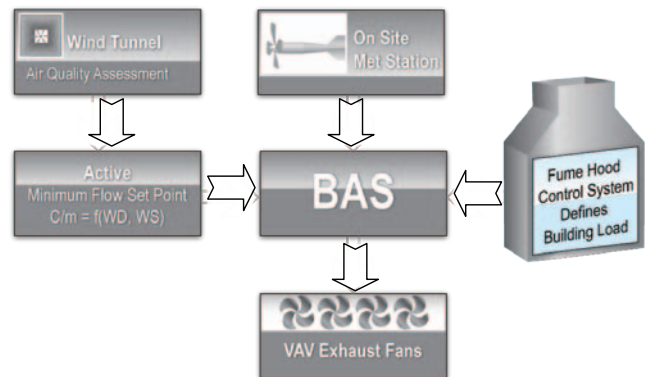 Wind Tunnel
Air Quality Assessment
On Site
Met Station
Active
Minimum Flow Set Point
C/m = f(WD, WS)
BAS
Fume Hood
Control System
Defines
Building Load
VAV Exhaust Fans